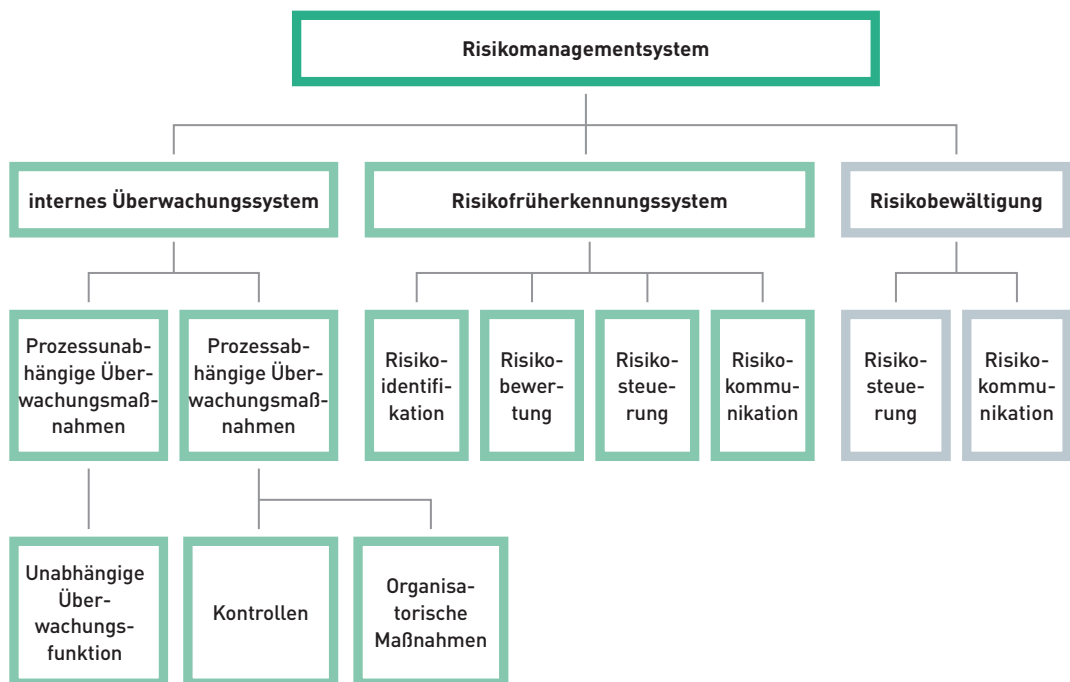 Risikomanagementsystem
internes Überwachungssystem
Risikofrüherkennungssystem
Risikobewältigung
Prozessunab-
hängige Über-
wachungsmaß-
nahmen
Prozessab-
hängige Über-
wachungsmaß-
nahmen
Risiko-
identifi-
kation
Risiko-
bewer-
tung
Risiko-
steue-
rung
Risiko-
kommu-
nikation
Risiko-
steue-
rung
Risiko-
kommu-
nikation
Unabhängige
Über-
wachungs-
funktion
Kontrollen
Organisa-
torische
Maßnahmen